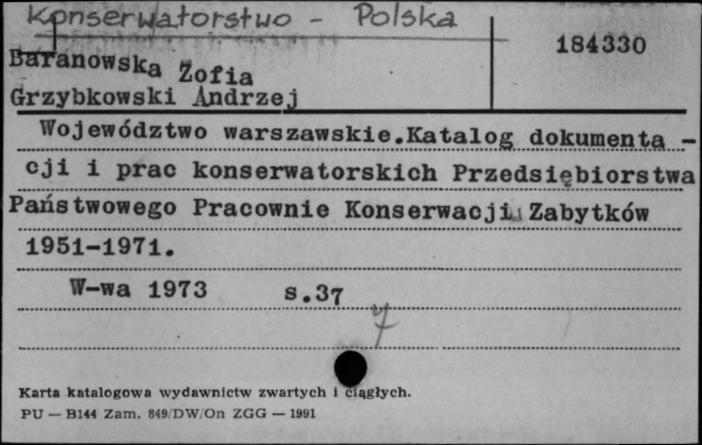 Konserwatorstwo - Polska
184330
Baranowska Zofia
Grzybkowski Andrzej
Województwo warszawskie.Katalog dokumenta -
cji i prac konserwatorskich Przedsiębiorstwa
Państwowego Pracownie Konserwacji Zabytków
1951-1971.
W-wa 1973 s.37
Karta katalogowa wydawnictw zwartych i ciągłych.
PU — B144 Zam. 849/DW/On ZGG — 1991